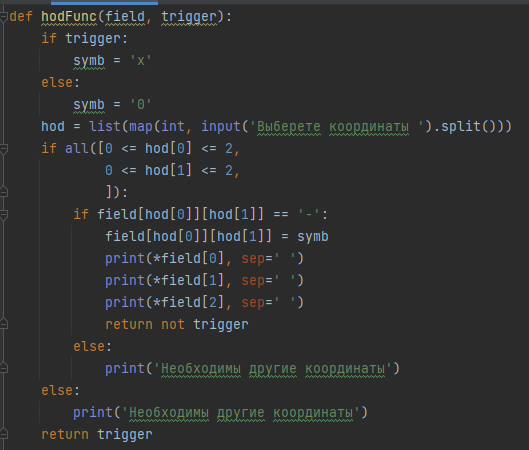 def hodFunc(field, trigger):
    if trigger:
        symb = 'x'
    else:
        symb = '0'
    hod = list(map(int, input('Выберете координаты ').split()))
    if all([0 <= hod[0] <= 2,
            0 <= hod[1] <= 2,
            ]):
        if field[hod[0]][hod[1]] == '-':
            field[hod[0]][hod[1]] = symb
            print(*field[0], sep=' ')
            print(*field[1], sep=' ')
            print(*field[2], sep=' ')
            return not trigger
        else:
            print('Необходимы другие координаты')
    else:
        print('Необходимы другие координаты')
    return trigger